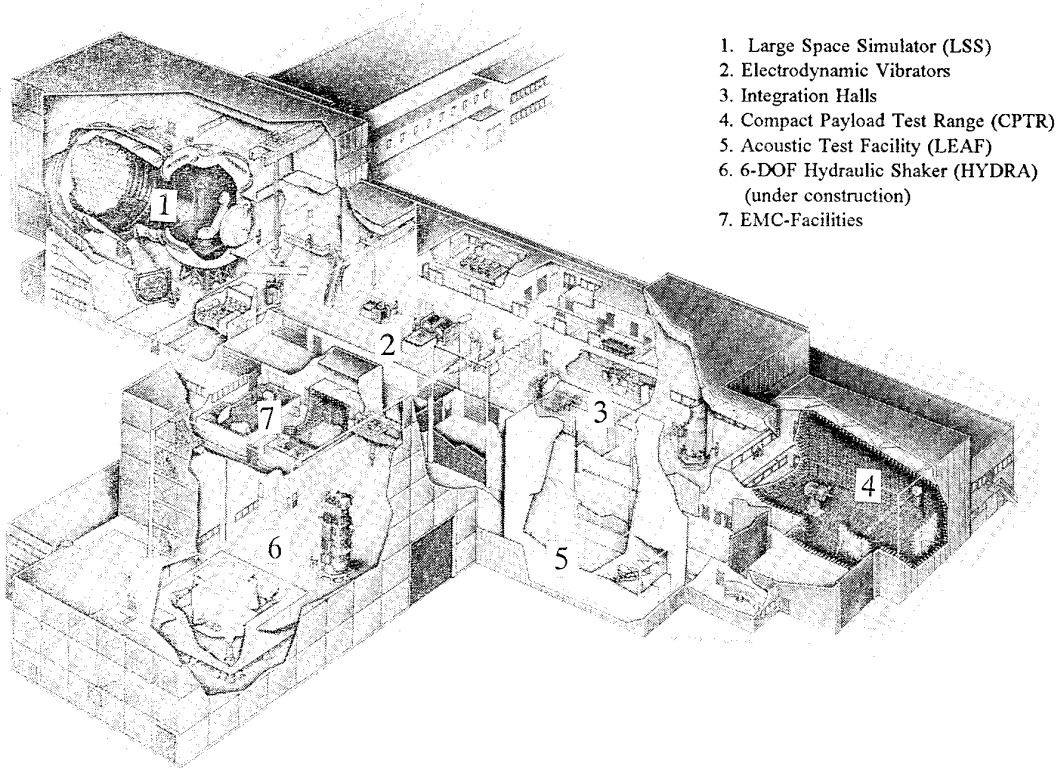 1. Large Space Simulator (LSS)
2. Electrodynamic Vibrators
3. Integration Halls
4. Compact Payload Test Range (CPTR)
5. Acoustic Test Facility (LEAF)
6. 6-DOF Hydraulic Shaker (HYDRA)
(under construction)
7. EMC-Facilities
1
2
3
7
4
6
5